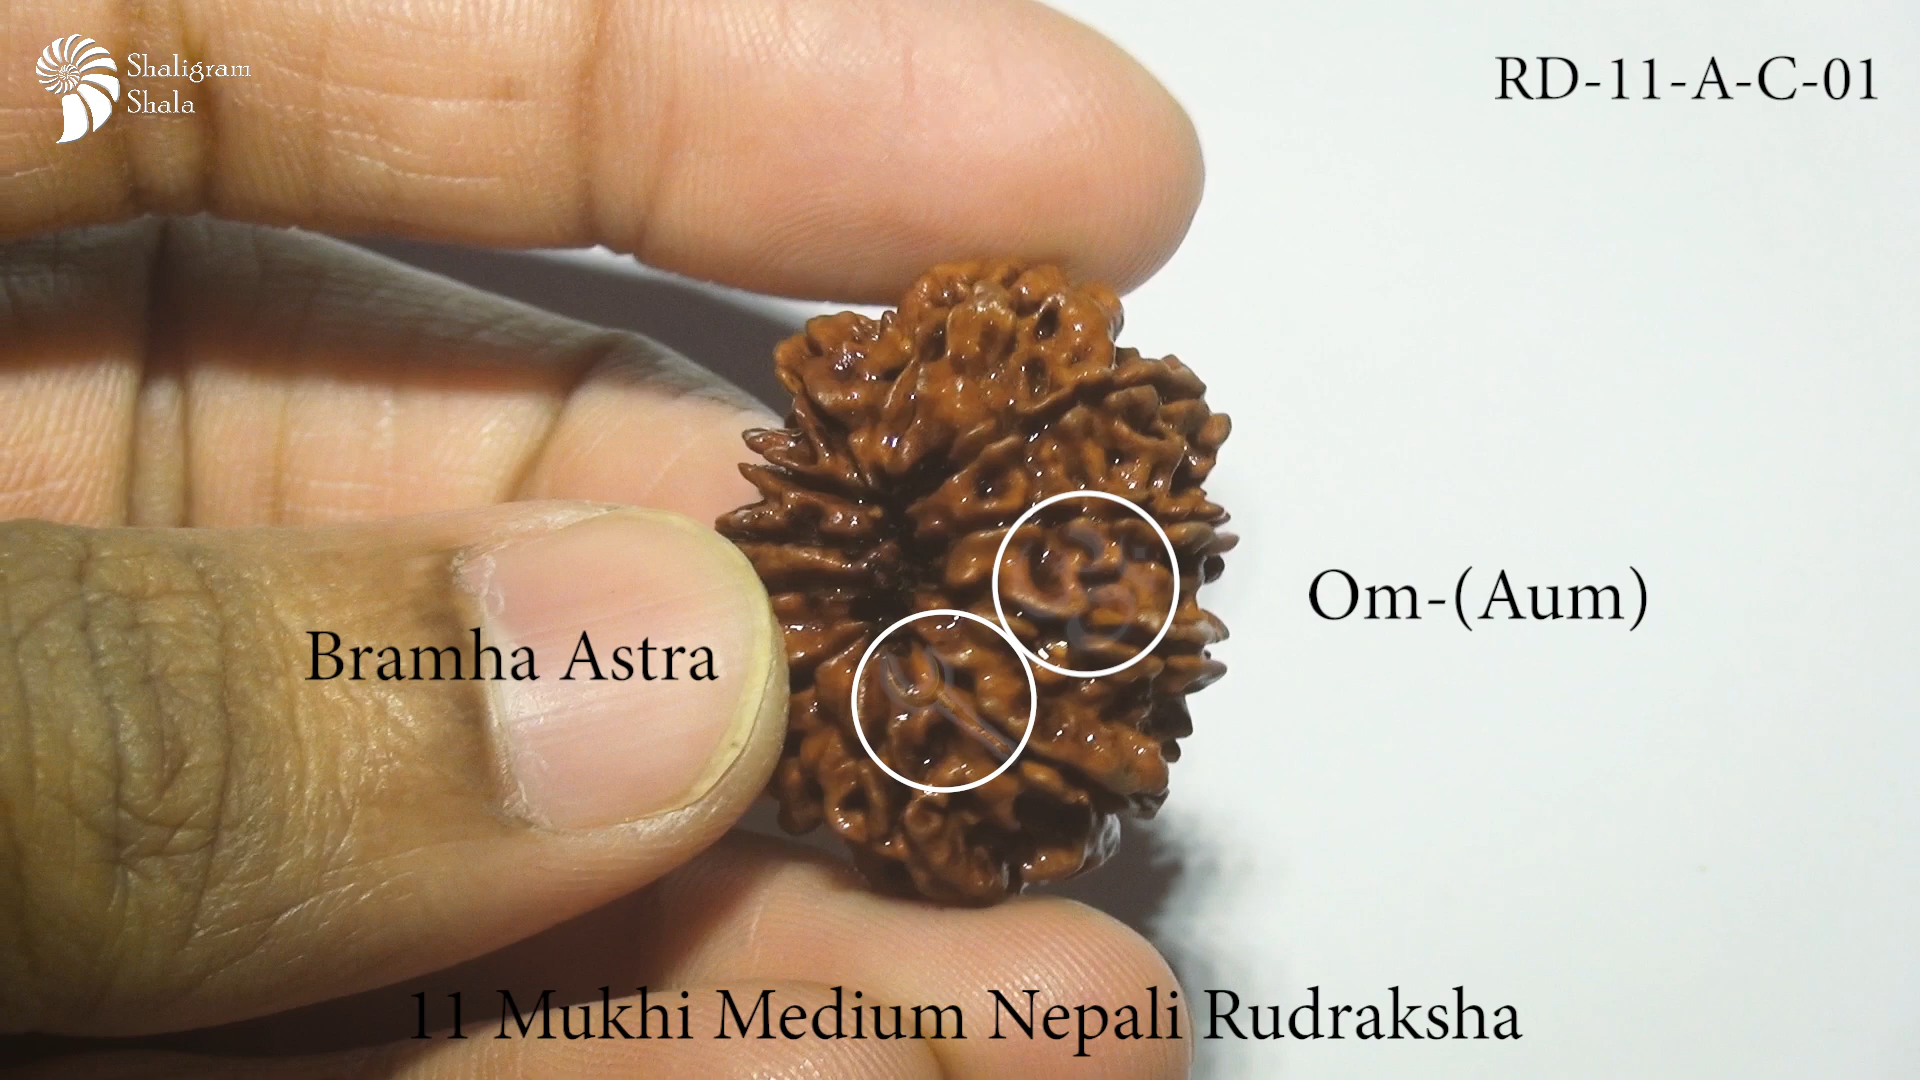 Shaligram
Shala
RD-11-A-C-01
Om-(Aum)
Bramha Astra
11 Mukhi Medium Nepali Rudraksha